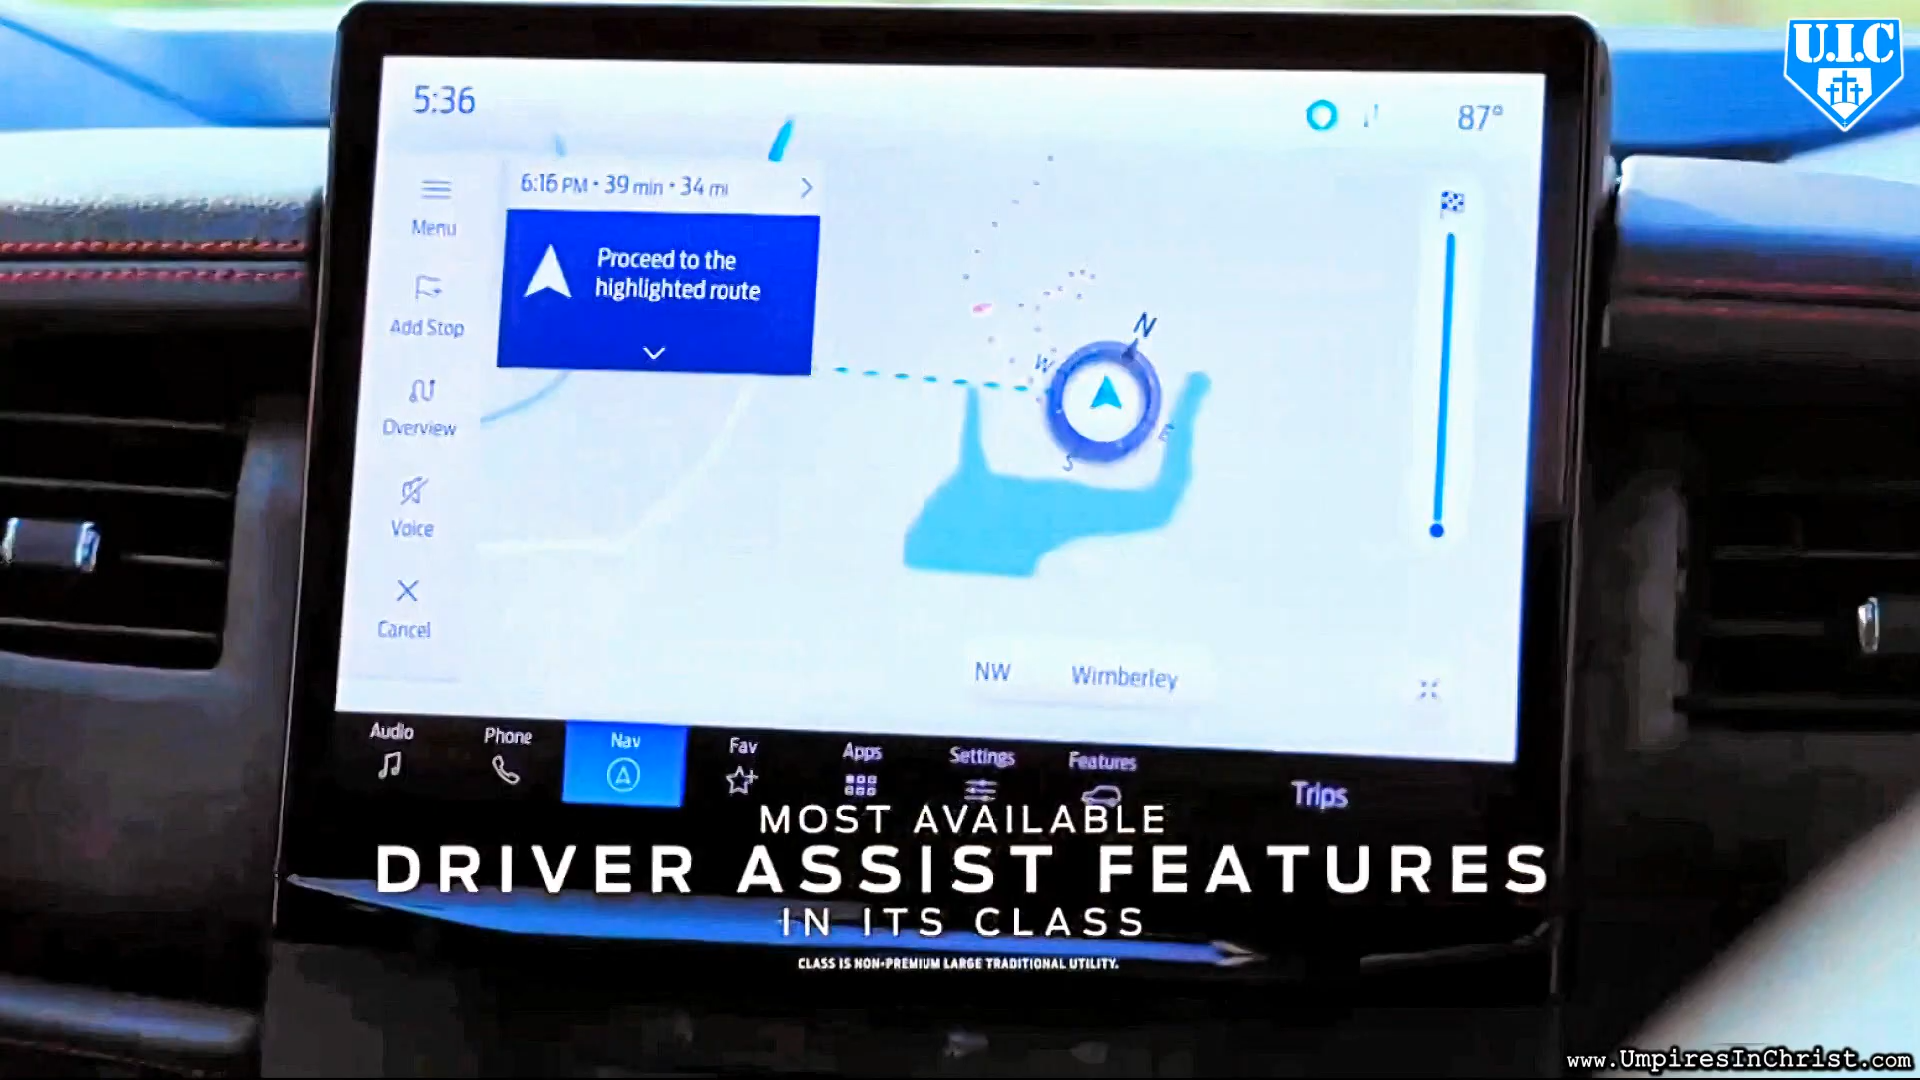 U.I.C
5:36
87°
6:16 PM • 39 min • 34 mi
Menu
Proceed to the
highlighted route
Add Stop
N
W
E
S
Overview
Voice
Cancel
NW Wimberley
Audio
Phone
Nav
Fav
Apps
Settings
Features
Trips
MOST AVAILABLE
DRIVER ASSIST FEATURES
IN ITS CLASS
CLASS IS NON-PREMIUM LARGE TRADITIONAL UTILITY.
www.UmpiresInChrist.com